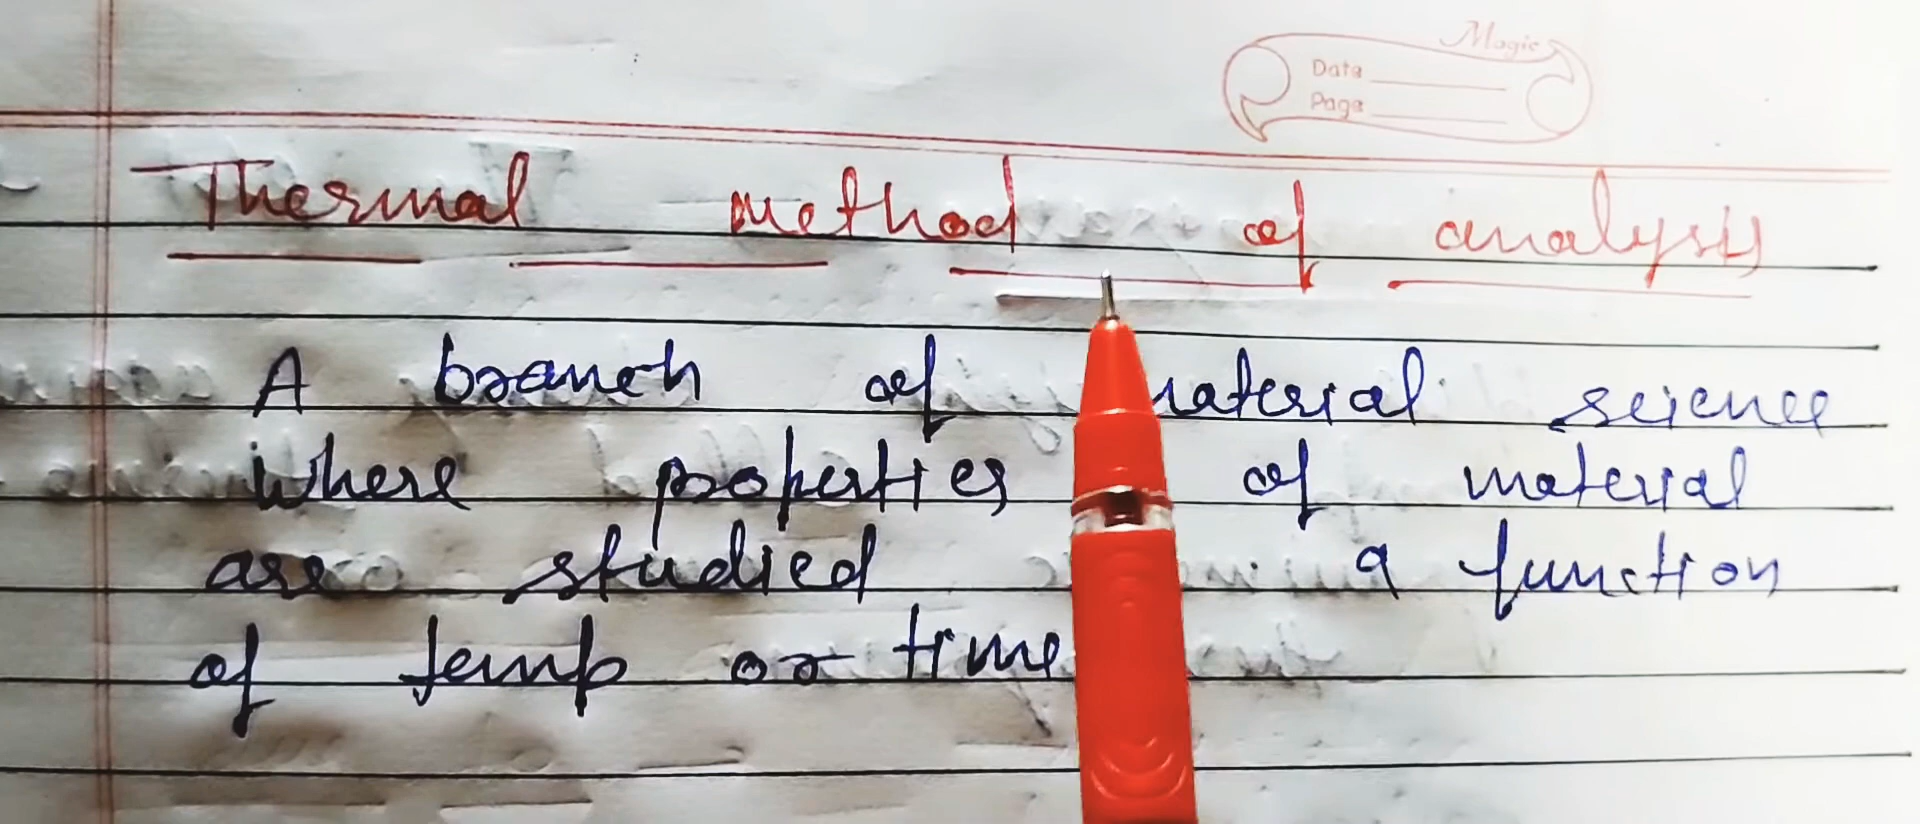 Magic
Date
Page
Thermal method of analysis
A branch of material science
where properties of material
are studied a function
of temp or time